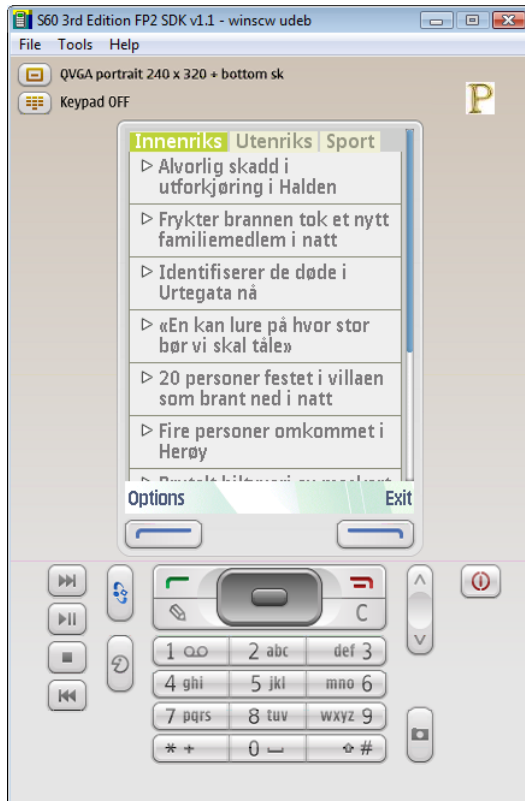 S60 3rd Edition FP2 SDK v1.1 - winscw udeb
File Tools Help
QVGA portrait 240 x 320 + bottom sk
Keypad OFF
P
Innenriks Utenriks Sport
Alvorlig skadd i
utforkjøring i Halden
Frykter brannen tok et nytt
familiemedlem i natt
Identifiserer de døde i
Urtegata nå
«En kan lure på hvor stor
bør vi skal tåle»
20 personer festet i villaen
som brant ned i natt
Fire personer omkommet i
Herøy
Options Exit
C
1 2 abc def 3
4 ghi 5 jkl mno 6
7 pqrs 8 tuv wxyz 9
* + 0 #